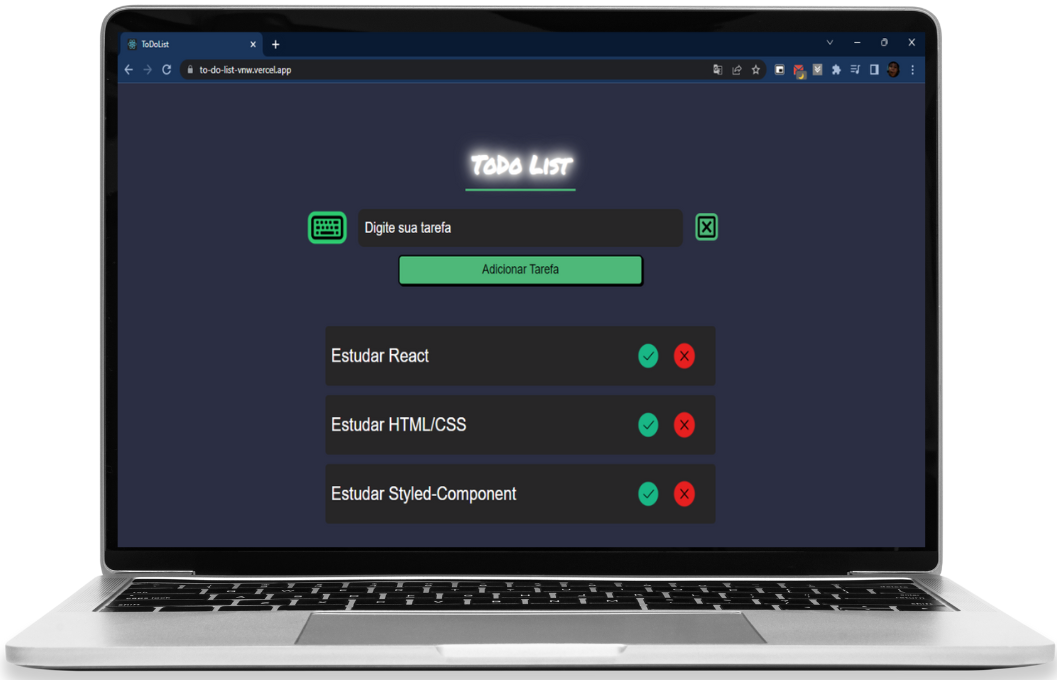 ToDoList
to-do-list-vnw.vercel.app
ToDo List
Digite sua tarefa
Adicionar Tarefa
Estudar React
Estudar HTML/CSS
Estudar Styled-Component